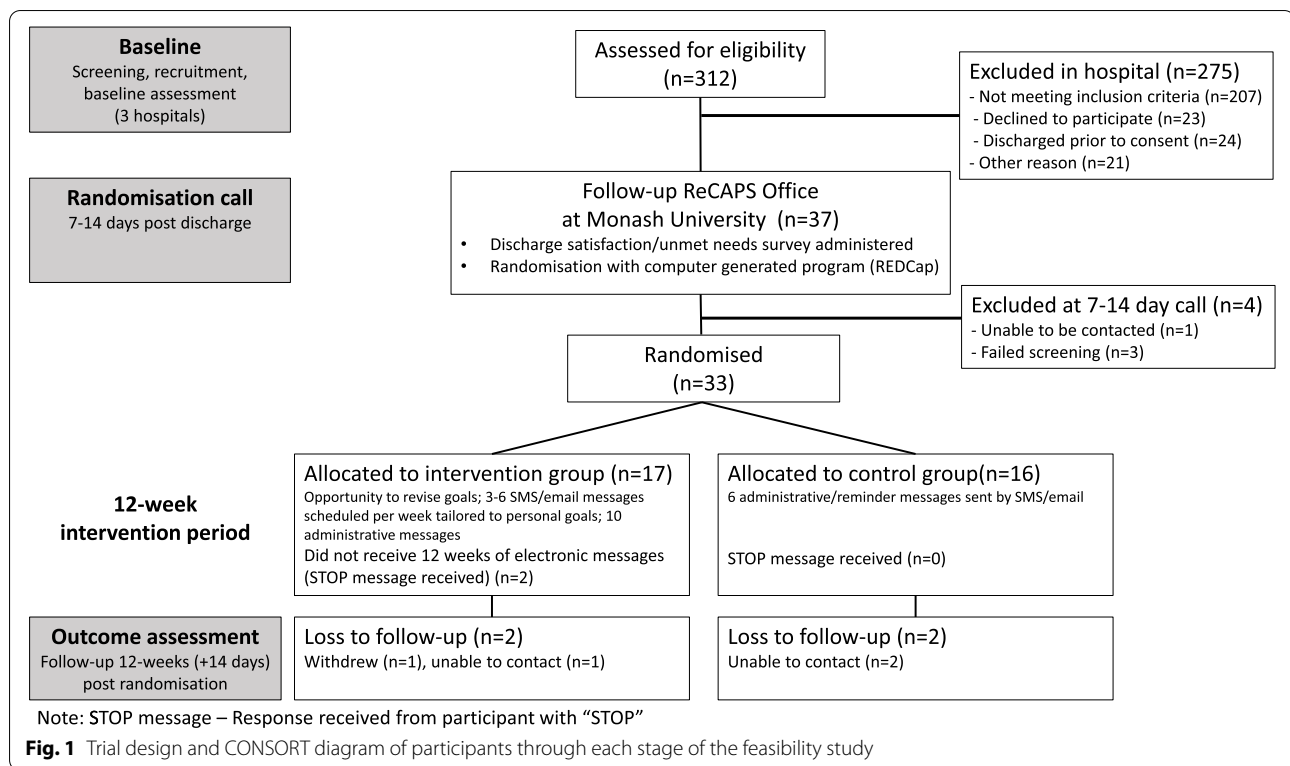 Baseline
Screening, recruitment,
baseline assessment
(3 hospitals)
Assessed for eligibility
(n=312)
Excluded in hospital (n=275)
- Not meeting inclusion criteria (n=207)
- Declined to participate (n=23)
- Discharged prior to consent (n=24)
- Other reason (n=21)
Randomisation call
7-14 days post discharge
Follow-up ReCAPS Office
at Monash University (n=37)
• Discharge satisfaction/unmet needs survey administered
• Randomisation with computer generated program (REDCap)
Excluded at 7-14 day call (n=4)
- Unable to be contacted (n=1)
- Failed screening (n=3)
Randomised
(n=33)
12-week
intervention period
Allocated to intervention group (n=17)
Opportunity to revise goals; 3-6 SMS/email messages
scheduled per week tailored to personal goals; 10
administrative messages
Did not receive 12 weeks of electronic messages
(STOP message received) (n=2)
Allocated to control group(n=16)
6 administrative/reminder messages sent by SMS/email
STOP message received (n=0)
Outcome assessment
Follow-up 12-weeks (+14 days)
post randomisation
Loss to follow-up (n=2)
Withdrew (n=1), unable to contact (n=1)
Loss to follow-up (n=2)
Unable to contact (n=2)
Note: STOP message – Response received from participant with “STOP”
Fig. 1 Trial design and CONSORT diagram of participants through each stage of the feasibility study